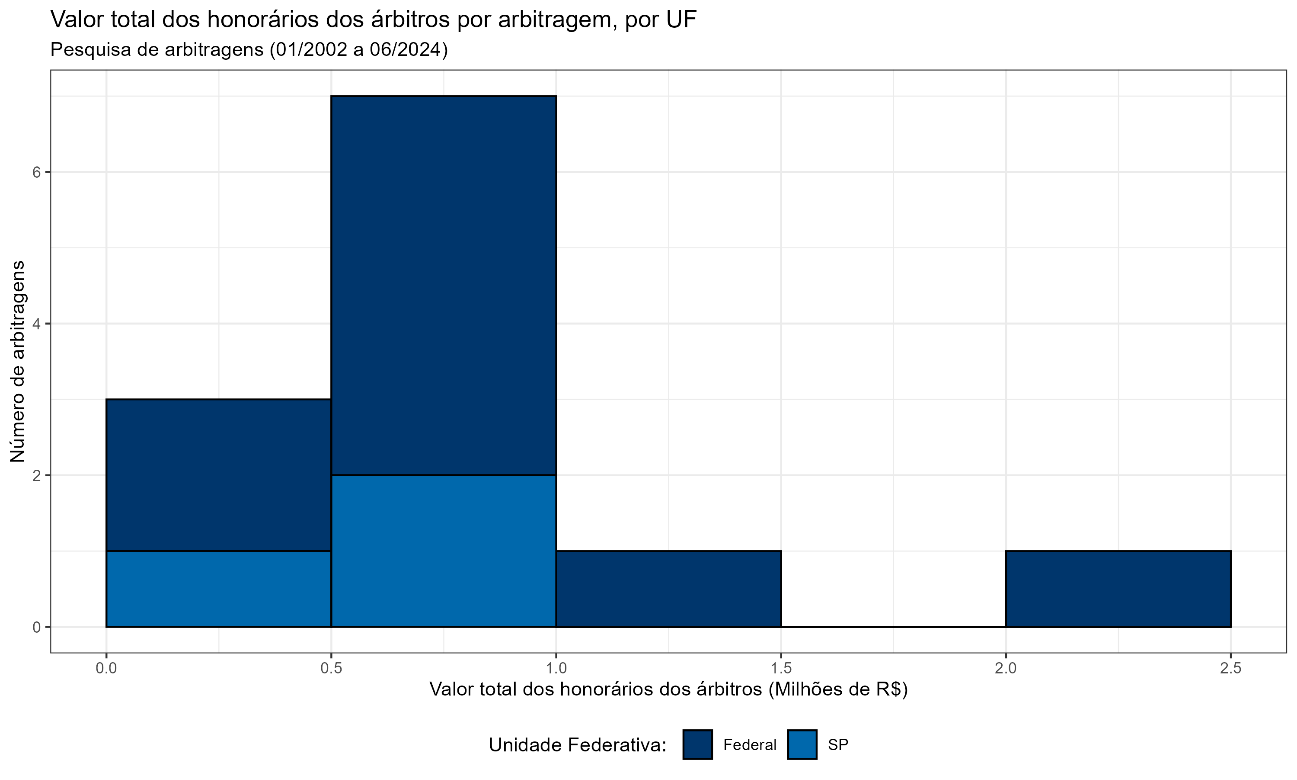 Valor total dos honorários dos árbitros por arbitragem, por UF
Pesquisa de arbitragens (01/2002 a 06/2024)
Número de arbitragens
6
4
2
0
0.0 0.5 1.0 1.5 2.0 2.5
Valor total dos honorários dos árbitros (Milhões de R$)
Unidade Federativa: Federal SP